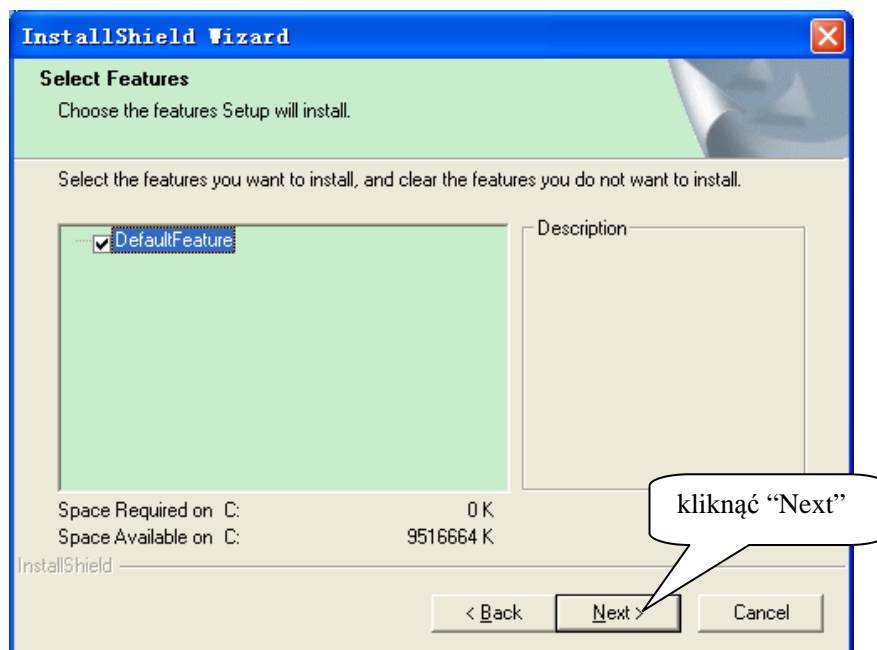 InstallShield Wizard
Select Features
Choose the features Setup will install.
Select the features you want to install, and clear the features you do not want to install.
DefaultFeature
Description
Space Required on C: 0 K
Space Available on C: 9516664 K
kliknąć “Next”
InstallShield
< Back
Next >
Cancel